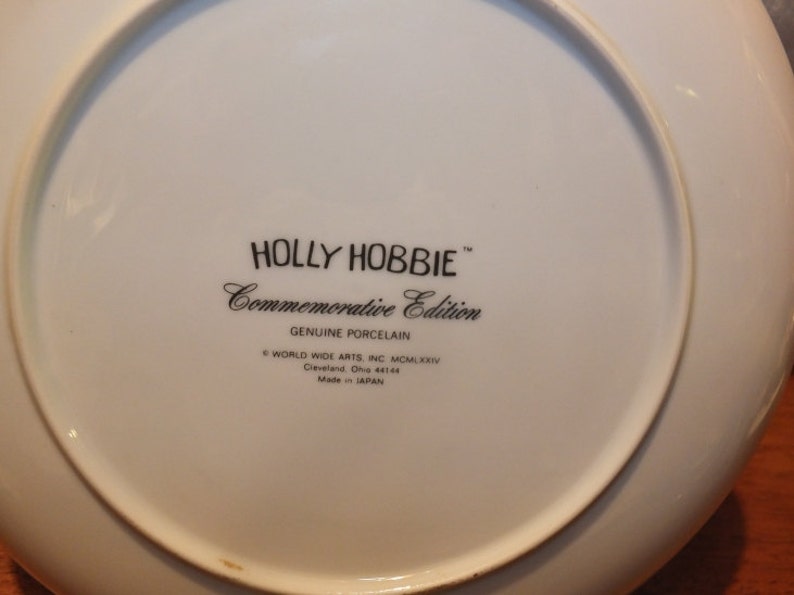 HOLLY HOBBIE™
Commemorative Edition
GENUINE PORCELAIN
© WORLD WIDE ARTS, INC. MCMLXXIV
Cleveland, Ohio 44144
Made in JAPAN